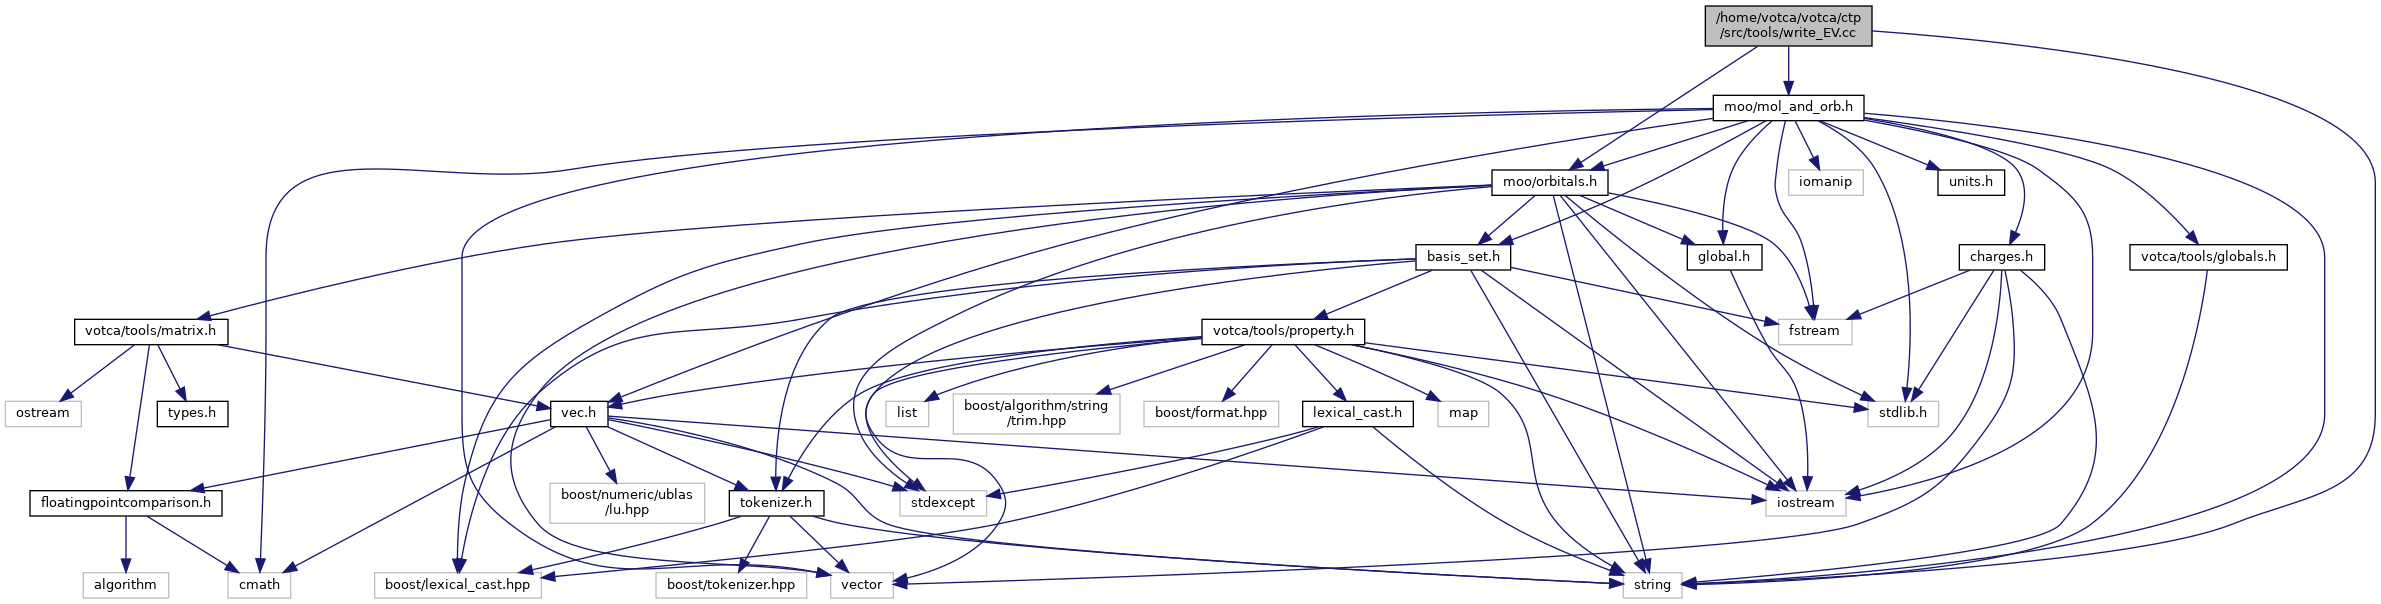 /home/votca/votca/ctp
/src/tools/write_EV.cc
moo/mol_and_orb.h
moo/orbitals.h
iomanip
units.h
basis_set.h
global.h
charges.h
votca/tools/globals.h
votca/tools/matrix.h
votca/tools/property.h
fstream
ostream
types.h
vec.h
list
boost/algorithm/string
/trim.hpp
boost/format.hpp
lexical_cast.h
map
stdlib.h
floatingpointcomparison.h
boost/numeric/ublas
/lu.hpp
tokenizer.h
stdexcept
iostream
algorithm
cmath
boost/lexical_cast.hpp
boost/tokenizer.hpp
vector
string